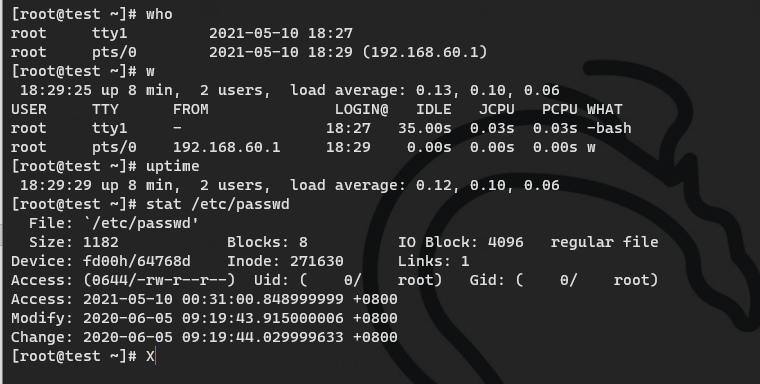 [root@test ~]# who
root     tty1         2021-05-10 18:27
root     pts/0        2021-05-10 18:29 (192.168.60.1)
[root@test ~]# w
 18:29:25 up 8 min,  2 users,  load average: 0.13, 0.10, 0.06
USER     TTY      FROM              LOGIN@   IDLE   JCPU   PCPU WHAT
root     tty1     -                18:27   35.00s  0.03s  0.03s -bash
root     pts/0    192.168.60.1     18:29    0.00s  0.00s  0.00s w
[root@test ~]# uptime
 18:29:29 up 8 min,  2 users,  load average: 0.12, 0.10, 0.06
[root@test ~]# stat /etc/passwd
  File: `/etc/passwd'
  Size: 1182            Blocks: 8          IO Block: 4096   regular file
Device: fd00h/64768d    Inode: 271630      Links: 1
Access: (0644/-rw-r--r--)  Uid: (    0/    root)   Gid: (    0/    root)
Access: 2021-05-10 00:31:00.848999999 +0800
Modify: 2020-06-05 09:19:43.915000006 +0800
Change: 2020-06-05 09:19:44.029999633 +0800
[root@test ~]# X